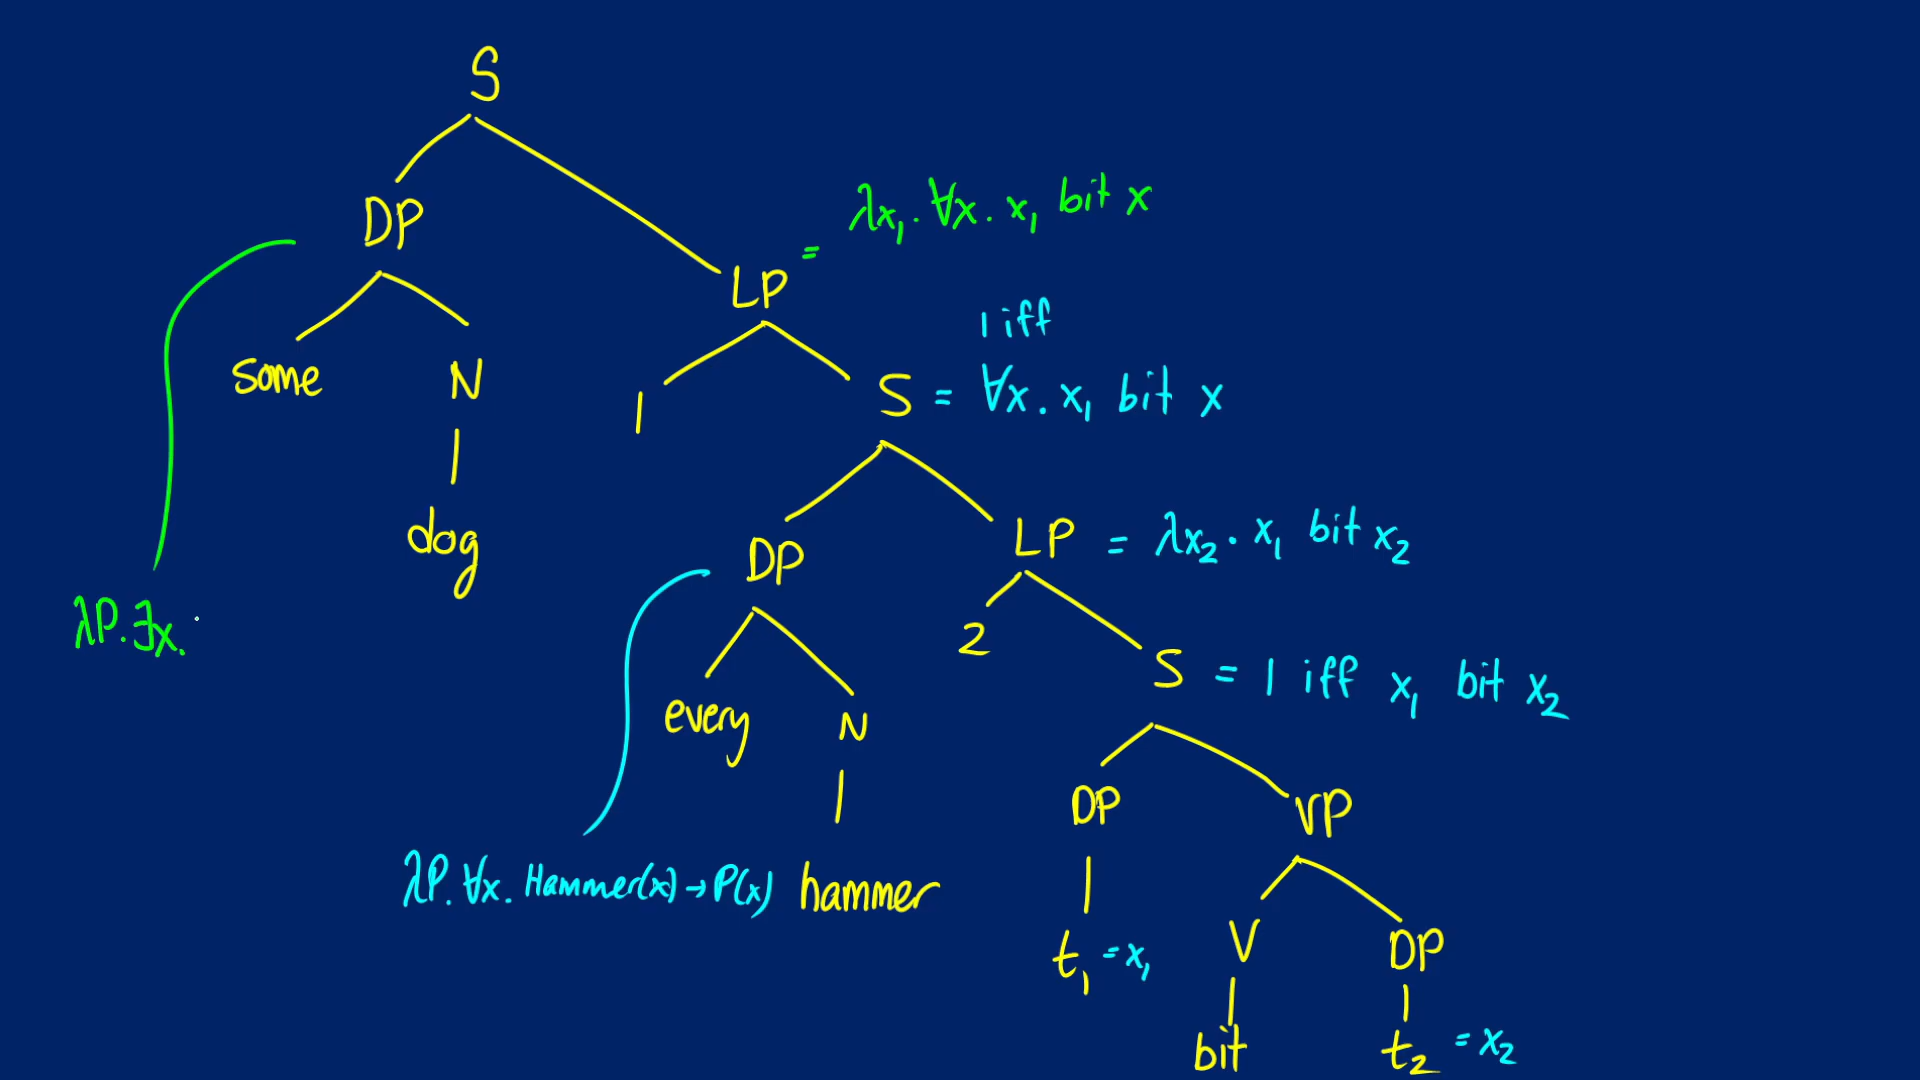 S
DP
λx₁. ∀x. x₁ bit x
LP =
1 iff
some
N
1
S = ∀x. x₁ bit x
dog
DP
LP = λx₂. x₁ bit x₂
λP. ∃x.
2
S = 1 iff x₁ bit x₂
every
N
DP
VP
λP. ∀x. Hammer(x) → P(x)
hammer
t₁ = x₁
V
DP
bit
t₂ = x₂